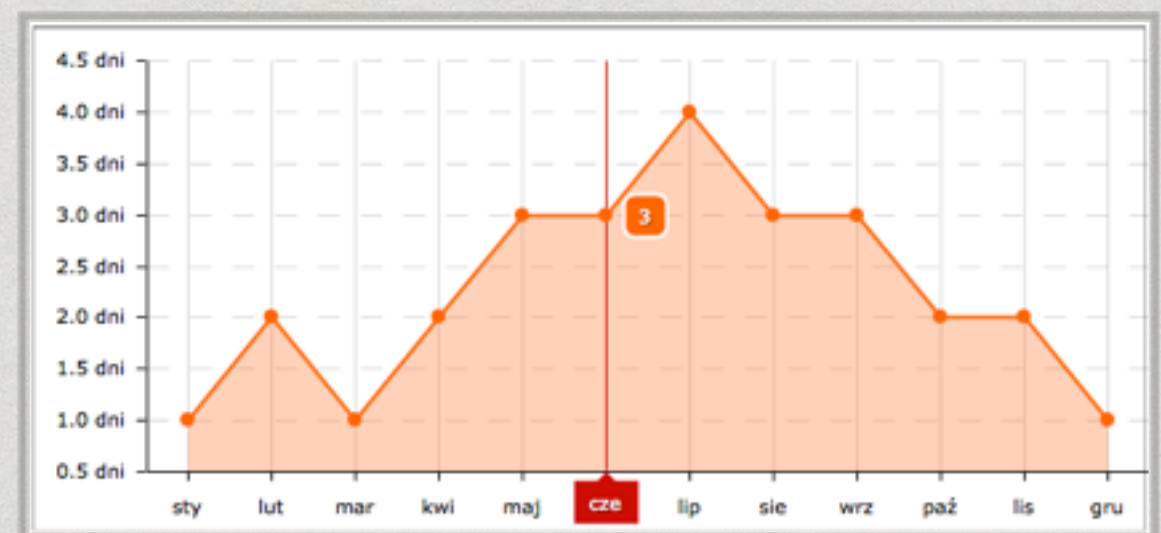 4.5 dni
4.0 dni
3.5 dni
3.0 dni
3
2.5 dni
2.0 dni
1.5 dni
1.0 dni
0.5 dni
sty lut mar kwi maj cze lip sie wrz paź lis gru